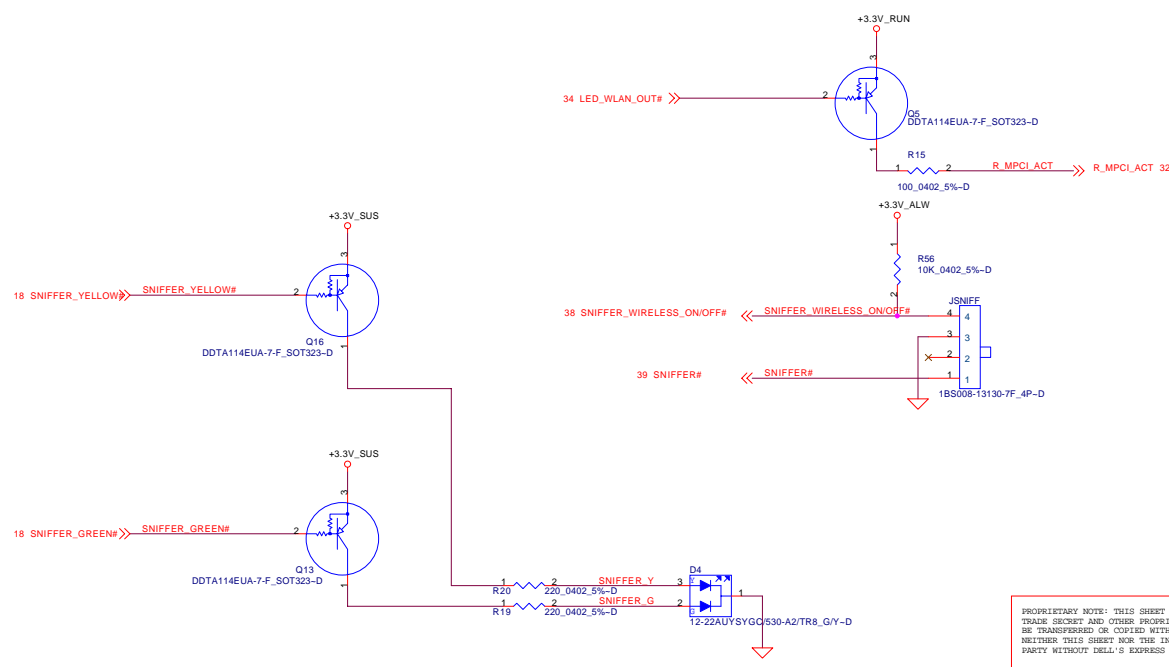 +3.3V_RUN
3
34 LED_WLAN_OUT#
2
Q5
DDTA114EUA-7-F_SOT323~D
1
R15
1
2
R_MPCI_ACT
R_MPCI_ACT 32
100_0402_5%~D
+3.3V_ALW
1
R56
10K_0402_5%~D
2
+3.3V_SUS
3
18 SNIFFER_YELLOW#
SNIFFER_YELLOW#
2
Q16
DDTA114EUA-7-F_SOT323~D
1
JSNIFF
38 SNIFFER_WIRELESS_ON/OFF#
SNIFFER_WIRELESS_ON/OFF#
4 4
3 3
2 2
39 SNIFFER#
SNIFFER#
1 1
1BS008-13130-7F_4P~D
+3.3V_SUS
3
18 SNIFFER_GREEN#
SNIFFER_GREEN#
2
Q13
DDTA114EUA-7-F_SOT323~D
1
D4
1
2
SNIFFER_Y
3
Y
R20
220_0402_5%~D
1
1
2
SNIFFER_G
2
G
R19
220_0402_5%~D
12-22AUYSYGC/530-A2/TR8_G/Y~D
PROPRIETARY NOTE: THIS SHEET
TRADE SECRET AND OTHER PROPRI
BE TRANSFERRED OR COPIED WITH
NEITHER THIS SHEET NOR THE IN
PARTY WITHOUT DELL'S EXPRESS